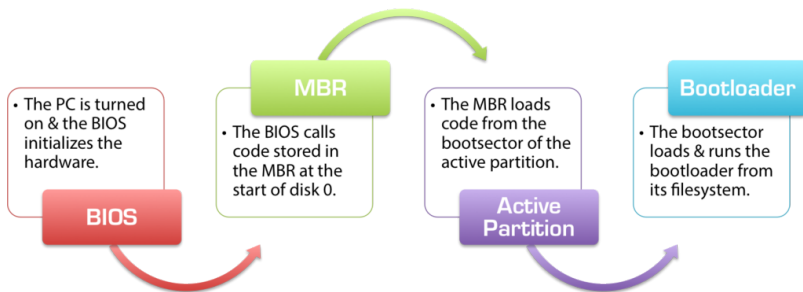 • The PC is turned
on & the BIOS
initializes the
hardware.
BIOS
MBR
• The BIOS calls
code stored in
the MBR at the
start of disk 0.
• The MBR loads
code from the
bootsector of the
active partition.
Active
Partition
Bootloader
• The bootsector
loads & runs the
bootloader from
its filesystem.